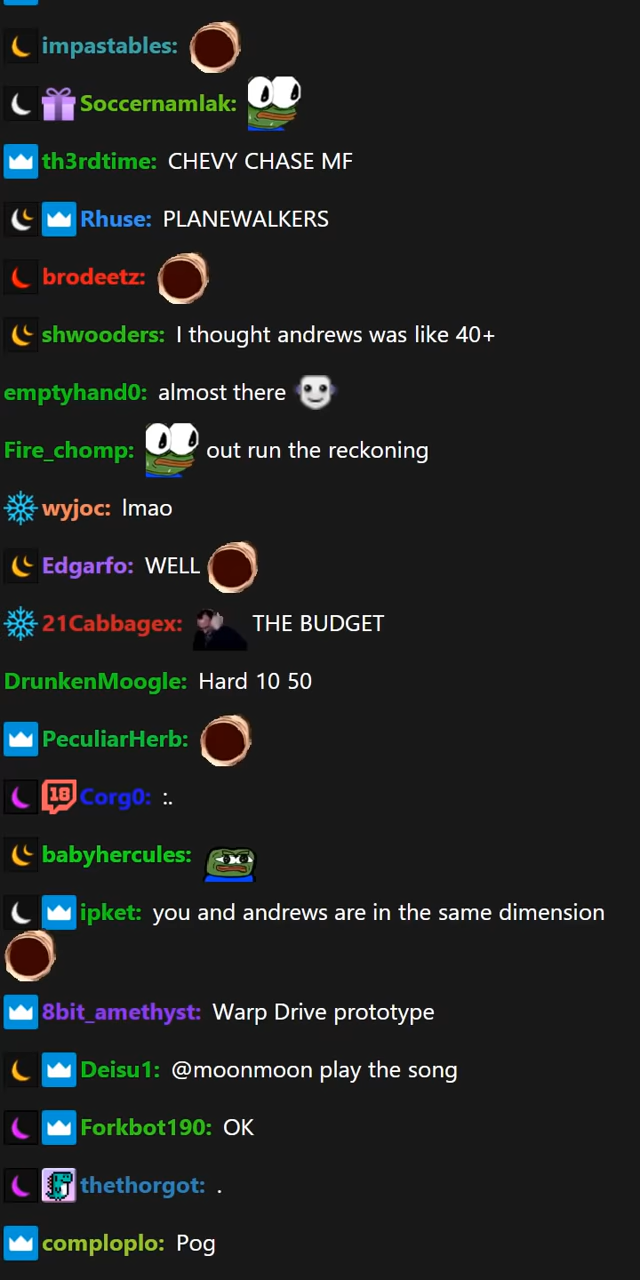 impastables:
Soccernamlak:
th3rdtime: CHEVY CHASE MF
Rhuse: PLANEWALKERS
brodeetz:
shwooders: I thought andrews was like 40+
emptyhand0: almost there
Fire_chomp: out run the reckoning
wyjoc: lmao
Edgarfo: WELL
21Cabbagex: THE BUDGET
DrunkenMoogle: Hard 10 50
PeculiarHerb:
18 Corg0: :.
babyhercules:
ipket: you and andrews are in the same dimension
8bit_amethyst: Warp Drive prototype
Deisu1: @moonmoon play the song
Forkbot190: OK
thethorgot: .
comploplo: Pog